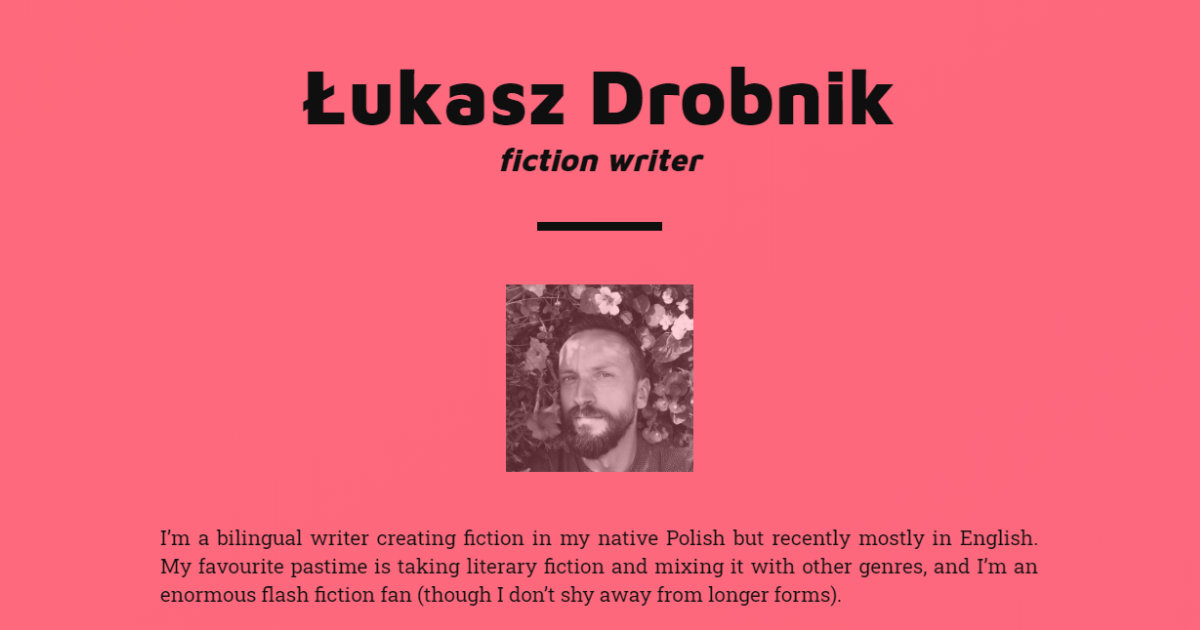 Łukasz Drobnik
fiction writer
I’m a bilingual writer creating fiction in my native Polish but recently mostly in English.
My favourite pastime is taking literary fiction and mixing it with other genres, and I’m an
enormous flash fiction fan (though I don’t shy away from longer forms).